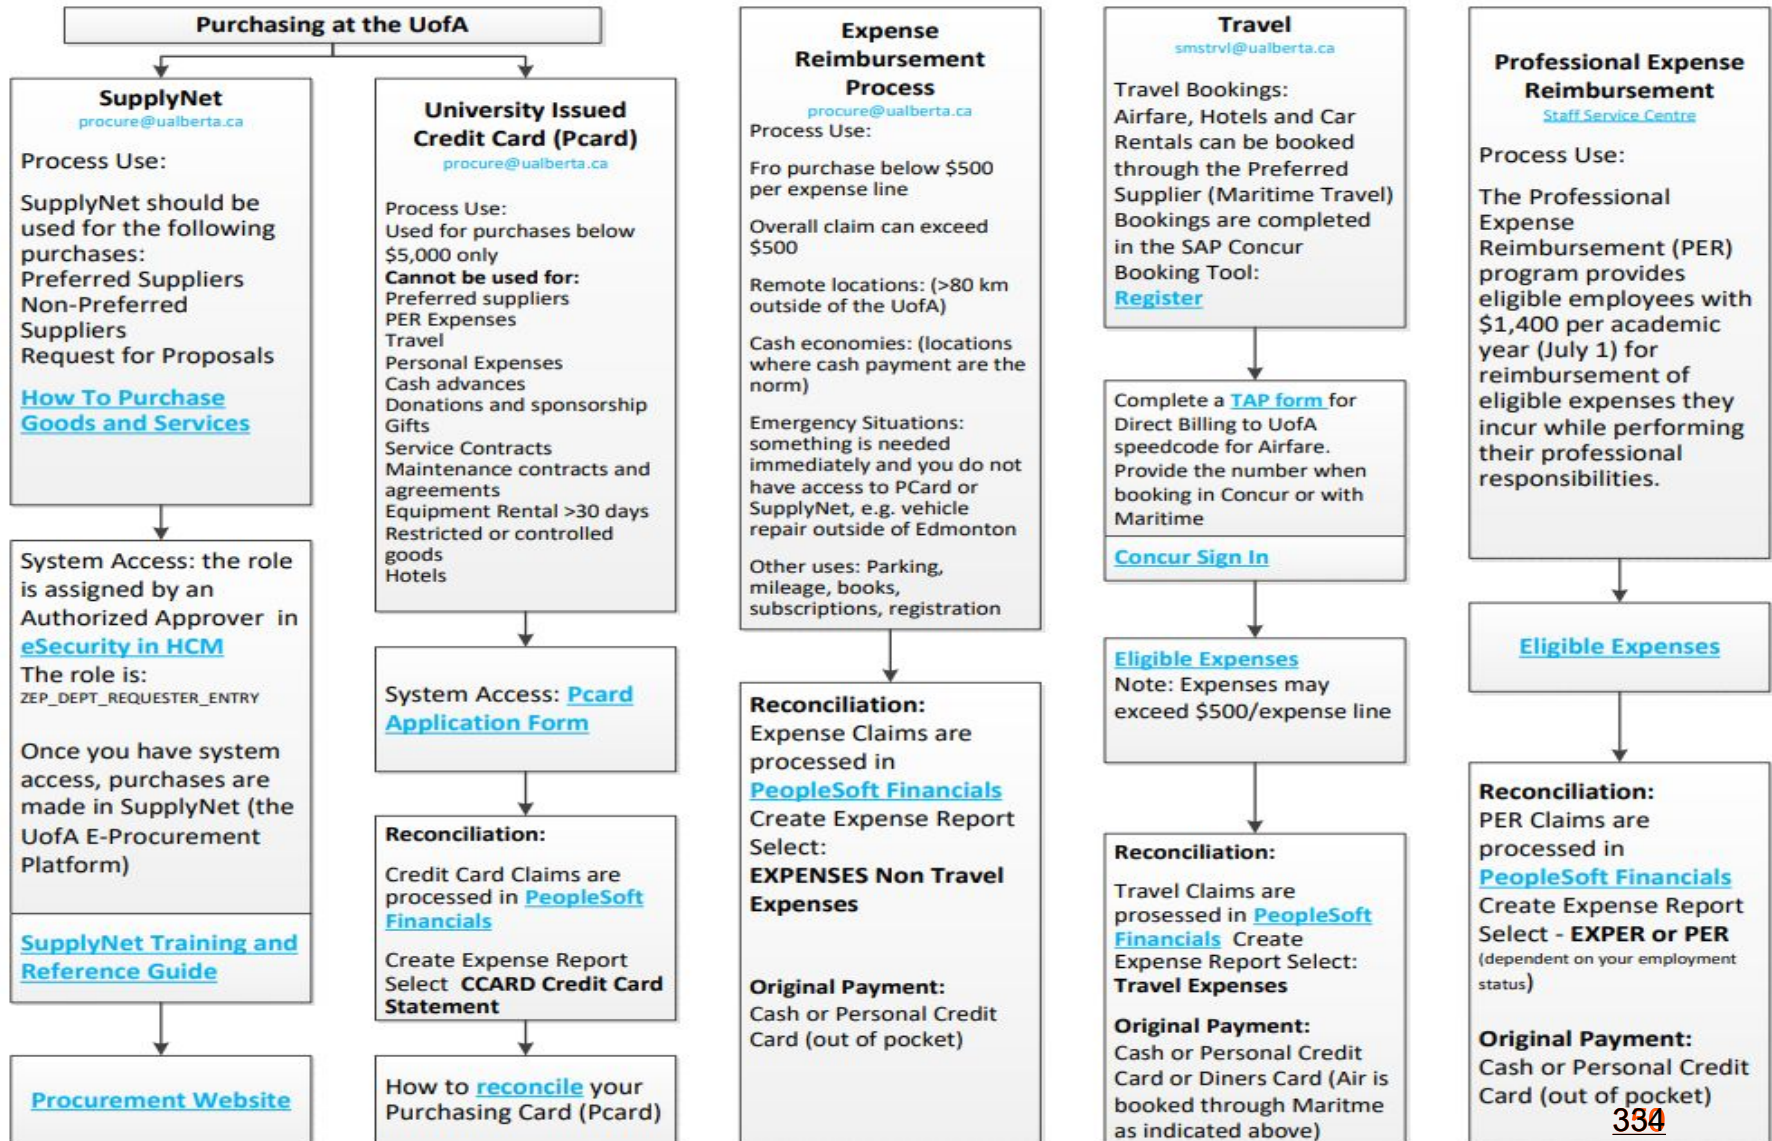 Purchasing at the UofA
SupplyNet
procure@ualberta.ca
Process Use:
SupplyNet should be
used for the following
purchases:
Preferred Suppliers
Non-Preferred
Suppliers
Request for Proposals
How To Purchase
Goods and Services
System Access: the role
is assigned by an
Authorized Approver in
eSecurity in HCM
The role is:
ZEP_DEPT_REQUESTER_ENTRY
Once you have system
access, purchases are
made in SupplyNet (the
UofA E-Procurement
Platform)
SupplyNet Training and
Reference Guide
Procurement Website
University Issued
Credit Card (Pcard)
procure@ualberta.ca
Process Use:
Used for purchases below
$5,000 only
Cannot be used for:
Preferred suppliers
PER Expenses
Travel
Personal Expenses
Cash advances
Donations and sponsorship
Gifts
Service Contracts
Maintenance contracts and
agreements
Equipment Rental >30 days
Restricted or controlled
goods
Hotels
System Access: Pcard
Application Form
Reconciliation:
Credit Card Claims are
processed in PeopleSoft
Financials
Create Expense Report
Select CCARD Credit Card
Statement
How to reconcile your
Purchasing Card (Pcard)
Expense
Reimbursement
Process
procure@ualberta.ca
Process Use:
Fro purchase below $500
per expense line
Overall claim can exceed
$500
Remote locations: (>80 km
outside of the UofA)
Cash economies: (locations
where cash payment are the
norm)
Emergency Situations:
something is needed
immediately and you do not
have access to PCard or
SupplyNet, e.g. vehicle
repair outside of Edmonton
Other uses: Parking,
mileage, books,
subscriptions, registration
Reconciliation:
Expense Claims are
processed in
PeopleSoft Financials
Create Expense Report
Select:
EXPENSES Non Travel
Expenses
Original Payment:
Cash or Personal Credit
Card (out of pocket)
Travel
smstrvl@ualberta.ca
Travel Bookings:
Airfare, Hotels and Car
Rentals can be booked
through the Preferred
Supplier (Maritime Travel)
Bookings are completed
in the SAP Concur
Booking Tool:
Register
Complete a TAP form for
Direct Billing to UofA
speedcode for Airfare.
Provide the number when
booking in Concur or with
Maritime
Concur Sign In
Eligible Expenses
Note: Expenses may
exceed $500/expense line
Reconciliation:
Travel Claims are
prosessed in PeopleSoft
Financials Create
Expense Report Select:
Travel Expenses
Original Payment:
Cash or Personal Credit
Card or Diners Card (Air is
booked through Maritme
as indicated above)
Professional Expense
Reimbursement
Staff Service Centre
Process Use:
The Professional
Expense
Reimbursement (PER)
program provides
eligible employees with
$1,400 per academic
year (July 1) for
reimbursement of
eligible expenses they
incur while performing
their professional
responsibilities.
Eligible Expenses
Reconciliation:
PER Claims are
processed in
PeopleSoft Financials
Create Expense Report
Select - EXPER or PER
(dependent on your employment
status)
Original Payment:
Cash or Personal Credit
Card (out of pocket)
334